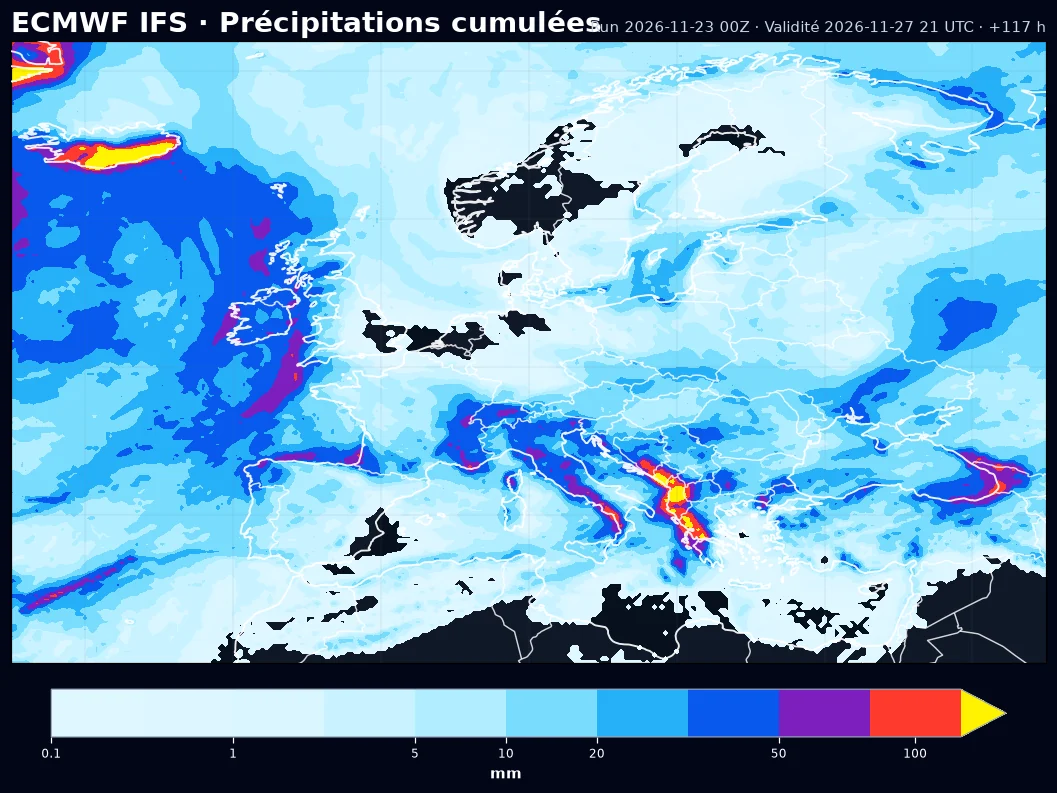 ECMWF IFS · Précipitations cumulées
Run 2026-11-23 00Z · Validité 2026-11-27 21 UTC · +117 h
0.1 1 5 10 20 50 100
mm